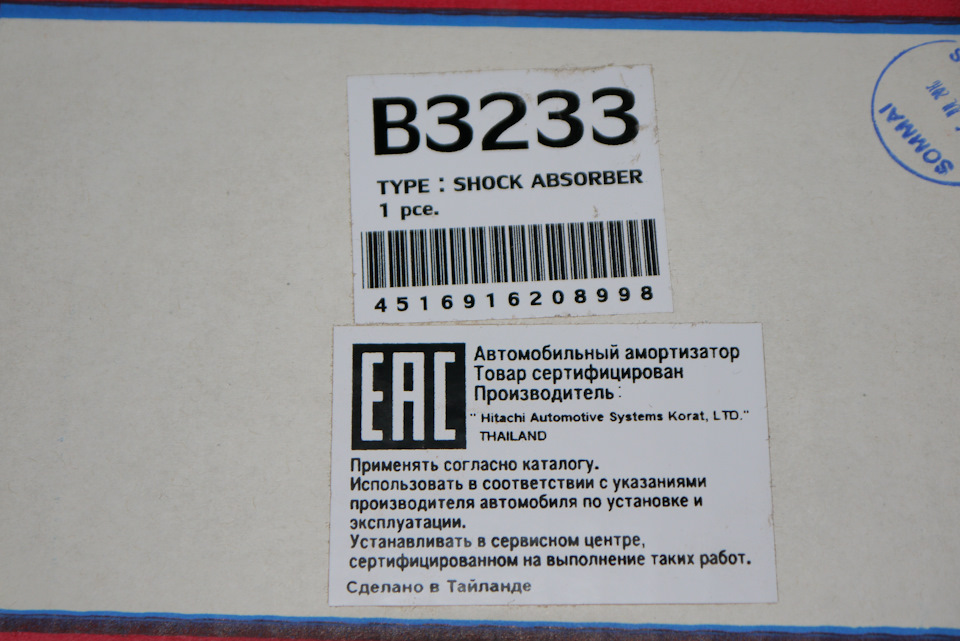 B3233
TYPE : SHOCK ABSORBER
1 pce.
4516916208998
EAC
Автомобильный амортизатор
Товар сертифицирован
Производитель:
" Hitachi Automotive Systems Korat, LTD."
THAILAND
Применять согласно каталогу.
Использовать в соответствии с указаниями
производителя автомобиля по установке и
эксплуатации.
Устанавливать в сервисном центре,
сертифицированном на выполнение таких работ.
Сделано в Тайланде
SOMMAI